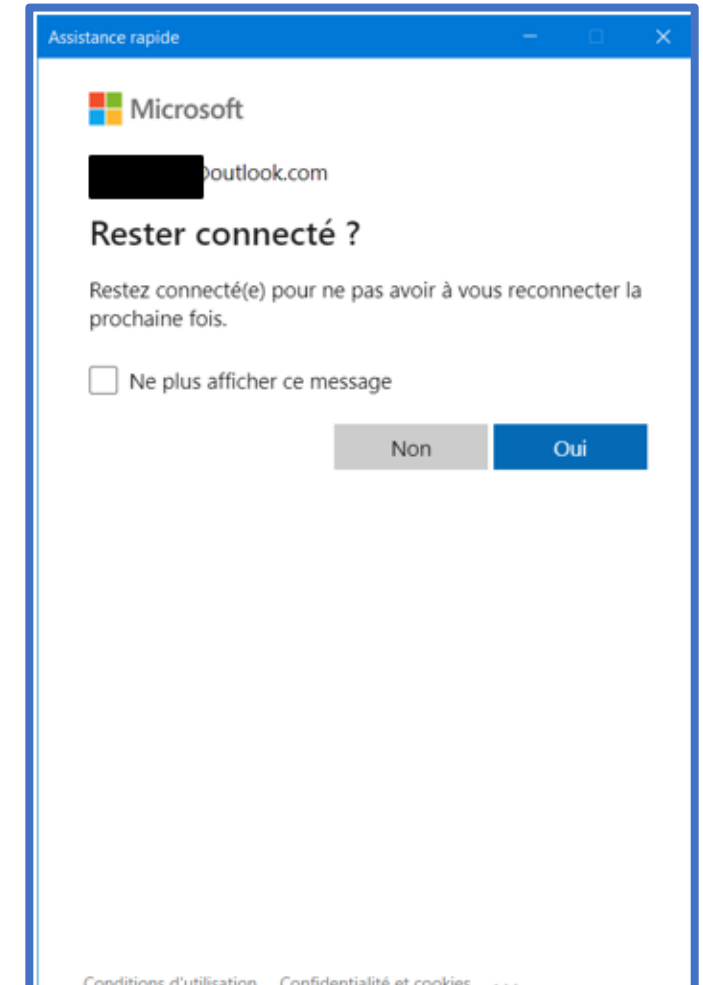 Assistance rapide
Microsoft
outlook.com
Rester connecté ?
Restez connecté(e) pour ne pas avoir à vous reconnecter la
prochaine fois.
Ne plus afficher ce message
Non Oui
Conditions d'utilisation Confidentialité et cookies ...